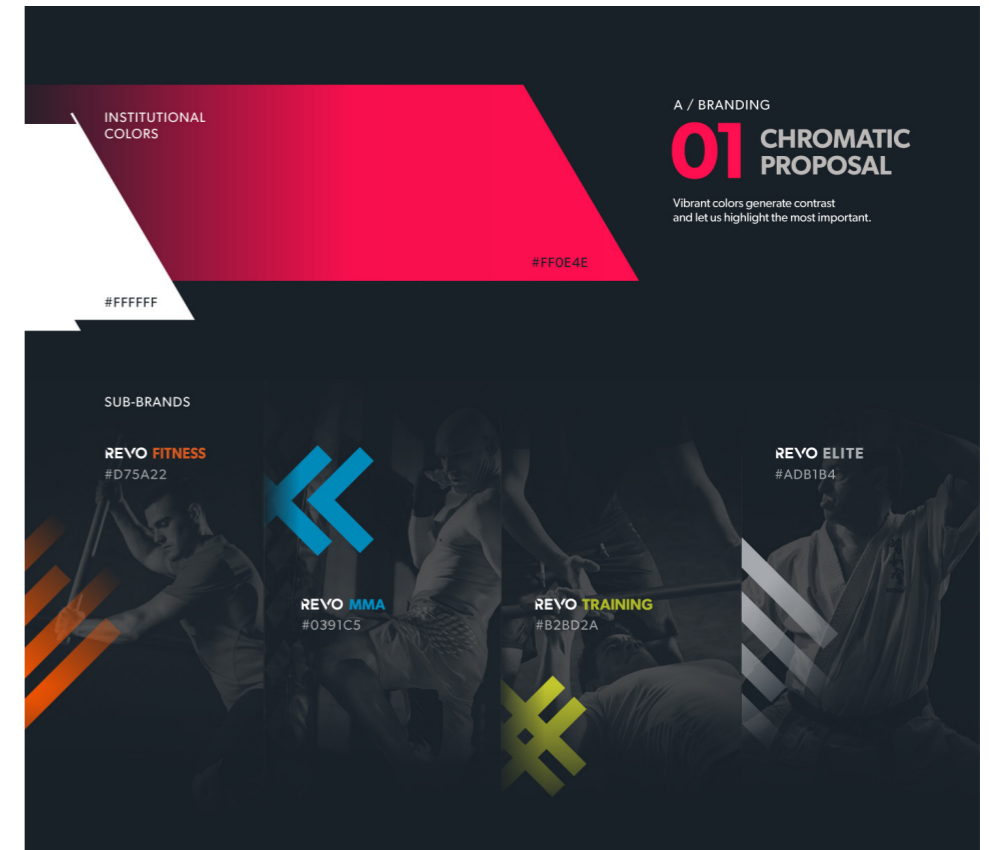 INSTITUTIONAL
COLORS
#FF0E4E
#FFFFFF
A / BRANDING
01 CHROMATIC
PROPOSAL
Vibrant colors generate contrast
and let us highlight the most important.
SUB-BRANDS
REVO FITNESS
#D75A22
REVO MMA
#0391C5
REVO TRAINING
#B2BD2A
REVO ELITE
#ADB1B4